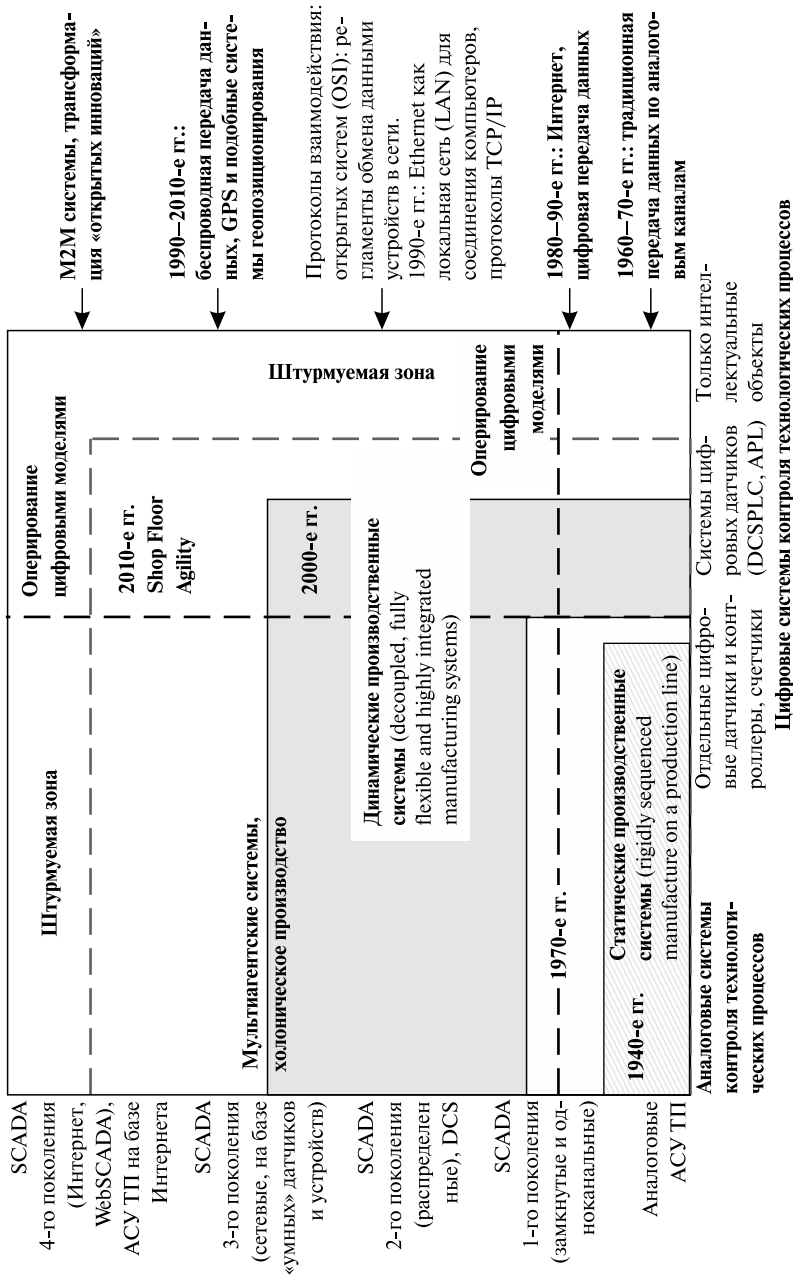 SCADA
4-го поколения
(Интернет,
WebSCADA),
АСУ ТП на базе
Интернета
SCADA
3-го поколения
(сетевые, на базе
«умных» датчиков
и устройств)
SCADA
2-го поколения
(распределен
ные), DCS
SCADA
1-го поколения
(замкнутые и од-
ноканальные)
Аналоговые
АСУ ТП
Штурмуемая зона
Оперирование
цифровыми моделями
2010-е гг.
Shop Floor
Agility
Штурмуемая зона
Мультиагентские системы,
холоническое производство
2000-е гг.
Динамические производственные
системы (decoupled, fully
flexible and highly integrated
manufacturing systems)
Оперирование
цифровыми
моделями
1970-е гг.
1940-е гг.
Статические производственные
системы (rigidly sequenced
manufacture on a production line)
М2М системы, трансформа-
ция «открытых инноваций»
1990–2010-е гг.:
беспроводная передача дан-
ных, GPS и подобные систе-
мы геопозиционирования
Протоколы взаимодействия:
открытых систем (OSI): ре-
гламенты обмена данными
устройств в сети.
1990-е гг.: Ethernet как
локальная сеть (LAN) для
соединения компьютеров,
протоколы TCP/IP
1980–90-е гг.: Интернет,
цифровая передача данных
1960–70-е гг.: традиционная
передача данных по аналого-
вым каналам
Аналоговые системы
контроля технологи-
ческих процессов
Отдельные цифро-
вые датчики и конт-
роллеры, счетчики
Системы циф-
ровых датчиков
(DCSPLC, APL)
Только интел-
лектуальные
объекты
Цифровые системы контроля технологических процессов